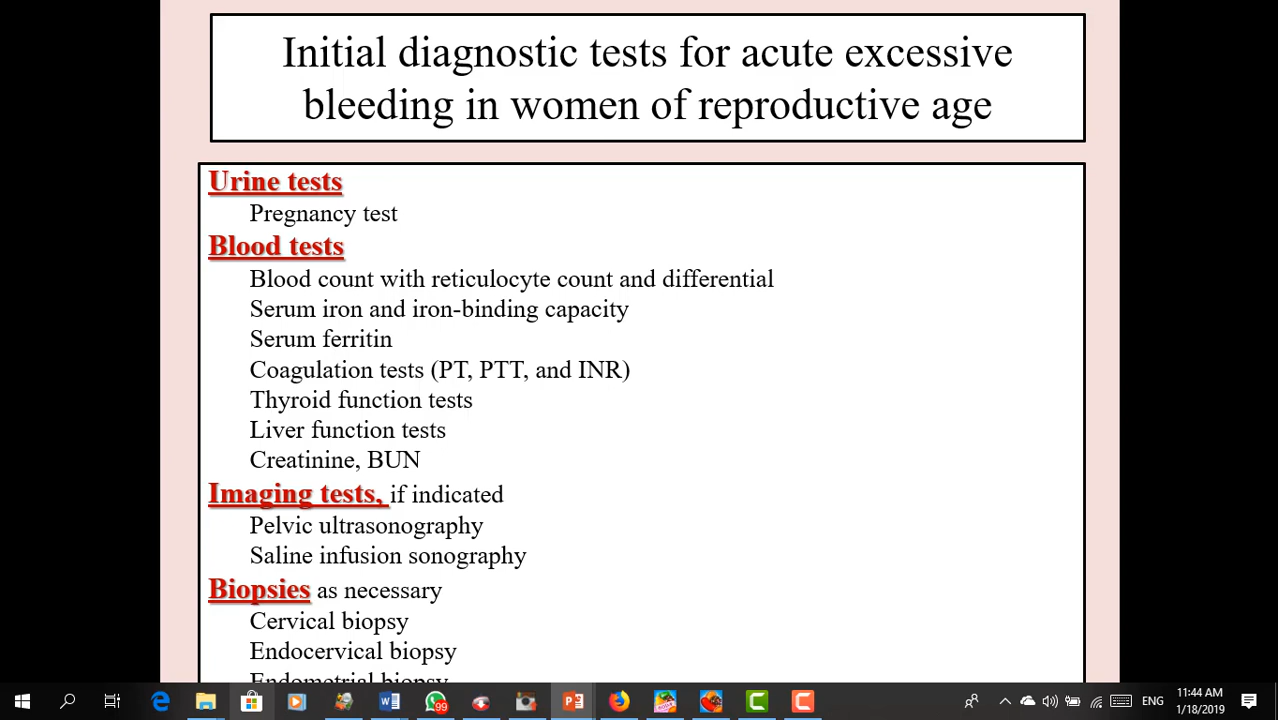 Initial diagnostic tests for acute excessive
bleeding in women of reproductive age
Urine tests
Pregnancy test
Blood tests
Blood count with reticulocyte count and differential
Serum iron and iron-binding capacity
Serum ferritin
Coagulation tests (PT, PTT, and INR)
Thyroid function tests
Liver function tests
Creatinine, BUN
Imaging tests, if indicated
Pelvic ultrasonography
Saline infusion sonography
Biopsies as necessary
Cervical biopsy
Endocervical biopsy
Endometrial biopsy
99
ENG
11:44 AM
1/18/2019